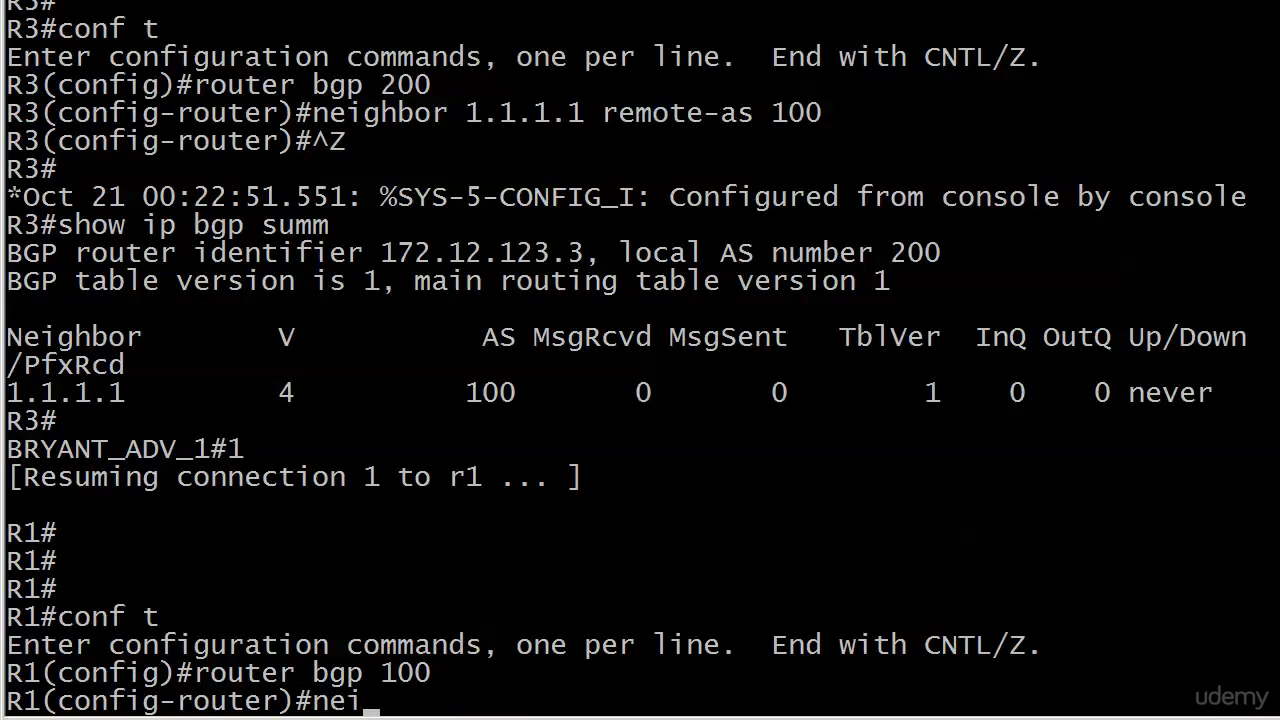 R3#
R3#conf t
Enter configuration commands, one per line.  End with CNTL/Z.
R3(config)#router bgp 200
R3(config-router)#neighbor 1.1.1.1 remote-as 100
R3(config-router)#^Z
R3#
*Oct 21 00:22:51.551: %SYS-5-CONFIG_I: Configured from console by console
R3#show ip bgp summ
BGP router identifier 172.12.123.3, local AS number 200
BGP table version is 1, main routing table version 1
Neighbor        V           AS MsgRcvd MsgSent   TblVer  InQ OutQ Up/Down
/PfxRcd
1.1.1.1         4          100       0       0        1    0    0 never
R3#
BRYANT_ADV_1#1
[Resuming connection 1 to r1 ... ]
R1#
R1#
R1#
R1#conf t
Enter configuration commands, one per line.  End with CNTL/Z.
R1(config)#router bgp 100
R1(config-router)#nei_
udemy